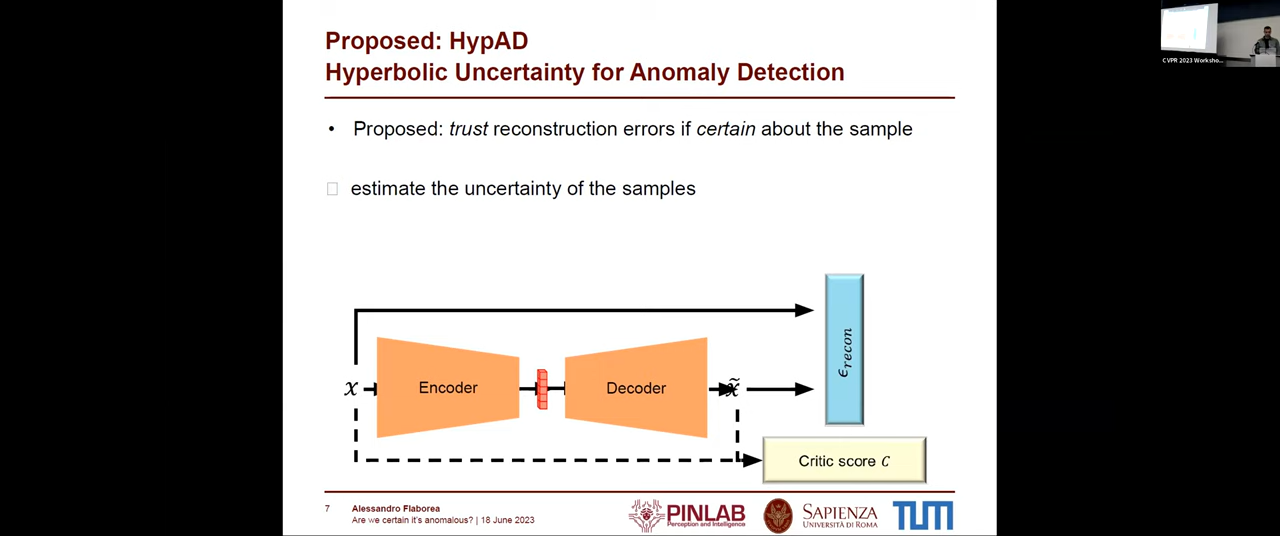 Proposed: HypAD
Hyperbolic Uncertainty for Anomaly Detection
• Proposed: trust reconstruction errors if certain about the sample
estimate the uncertainty of the samples
ϵ_recon
x
Encoder
Decoder
x̃
Critic score C
7
Alessandro Flaborea
Are we certain it's anomalous? | 18 June 2023
PINLAB
Perception and Intelligence
SAPIENZA
UNIVERSITÀ DI ROMA
TUM
CVPR 2023 Worksho...